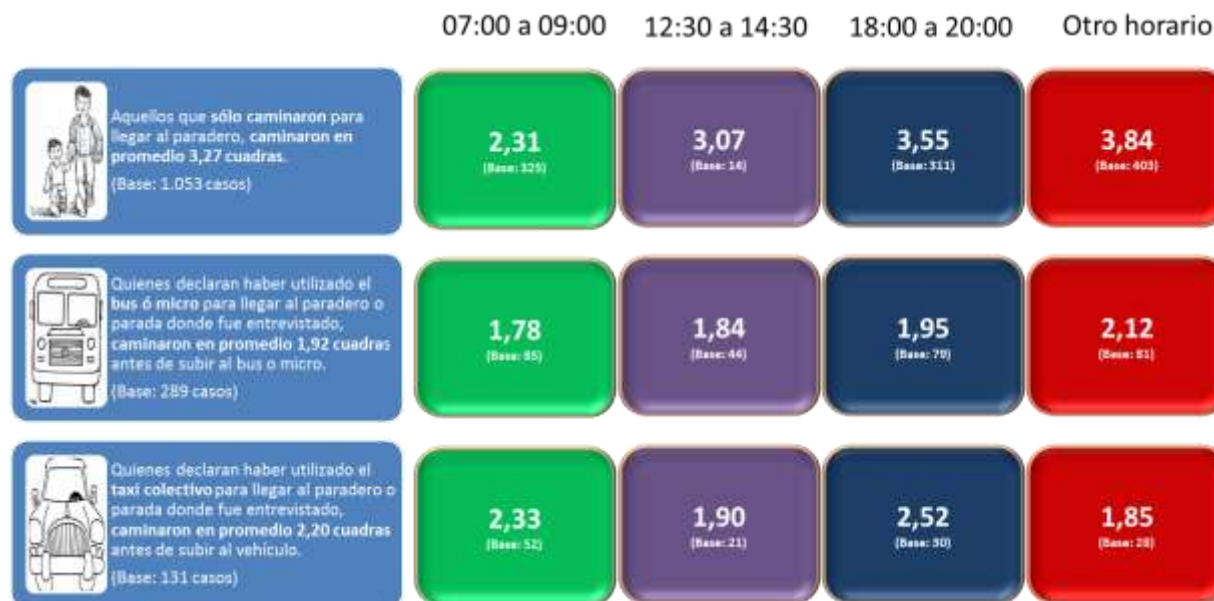 07:00 a 09:00 12:30 a 14:30 18:00 a 20:00 Otro horario
Aquellos que sólo caminaron para
llegar al paradero, caminaron en
promedio 3,27 cuadras.
(Base: 1.053 casos)
2,31
(Base: 325)
3,07
(Base: 14)
3,55
(Base: 311)
3,84
(Base: 403)
Quienes declaran haber utilizado el
bus ó micro para llegar al paradero o
parada donde fue entrevistado,
caminaron en promedio 1,92 cuadras
antes de subir al bus o micro.
(Base: 289 casos)
1,78
(Base: 85)
1,84
(Base: 44)
1,95
(Base: 79)
2,12
(Base: 81)
Quienes declaran haber utilizado el
taxi colectivo para llegar al paradero o
parada donde fue entrevistado,
caminaron en promedio 2,20 cuadras
antes de subir al vehículo.
(Base: 131 casos)
2,33
(Base: 52)
1,90
(Base: 21)
2,52
(Base: 30)
1,85
(Base: 28)